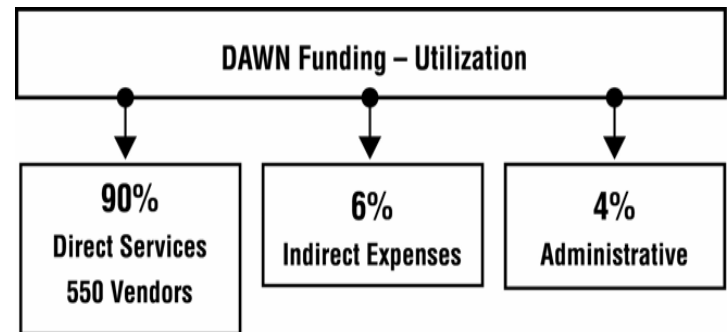 DAWN Funding – Utilization
90%
Direct Services
550 Vendors
6%
Indirect Expenses
4%
Administrative